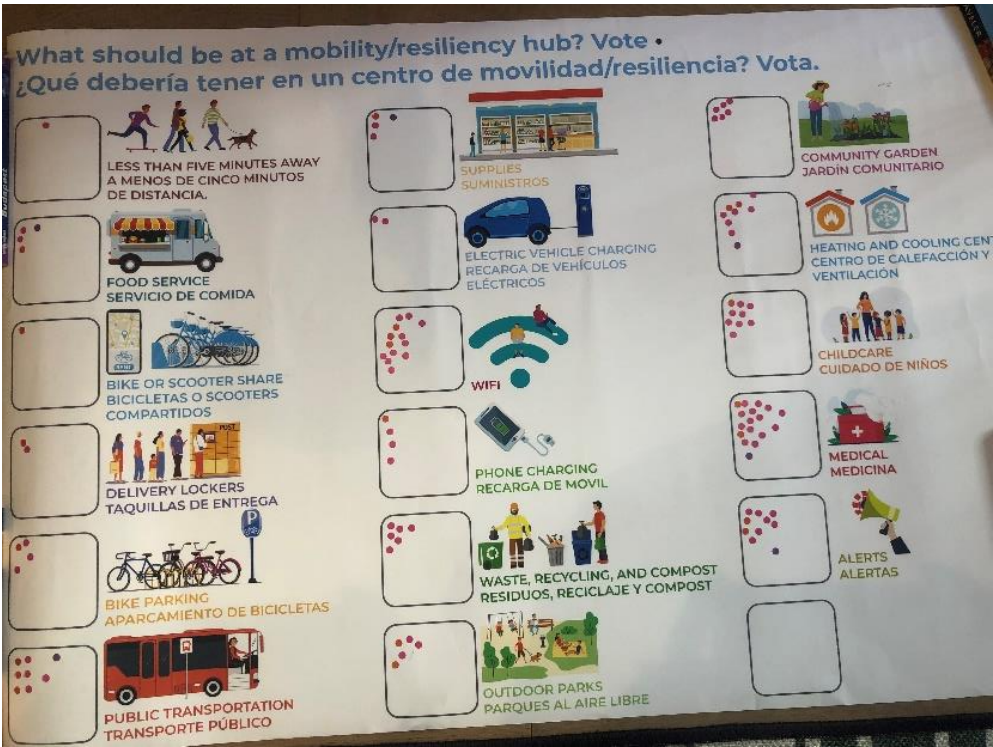 What should be at a mobility/resiliency hub? Vote •
¿Qué debería tener en un centro de movilidad/resiliencia? Vota.
LESS THAN FIVE MINUTES AWAY
A MENOS DE CINCO MINUTOS
DE DISTANCIA.
FOOD SERVICE
SERVICIO DE COMIDA
BIKE OR SCOOTER SHARE
BICICLETAS O SCOOTERS
COMPARTIDOS
POST
DELIVERY LOCKERS
TAQUILLAS DE ENTREGA
P
BIKE PARKING
APARCAMIENTO DE BICICLETAS
PUBLIC TRANSPORTATION
TRANSPORTE PÚBLICO
SUPPLIES
SUMINISTROS
ELECTRIC VEHICLE CHARGING
RECARGA DE VEHÍCULOS
ELÉCTRICOS
WIFI
PHONE CHARGING
RECARGA DE MOVIL
WASTE, RECYCLING, AND COMPOST
RESIDUOS, RECICLAJE Y COMPOST
OUTDOOR PARKS
PARQUES AL AIRE LIBRE
COMMUNITY GARDEN
JARDÍN COMUNITARIO
HEATING AND COOLING CENT
CENTRO DE CALEFACCIÓN Y
VENTILACIÓN
CHILDCARE
CUIDADO DE NIÑOS
MEDICAL
MEDICINA
ALERTS
ALERTAS
Budapest